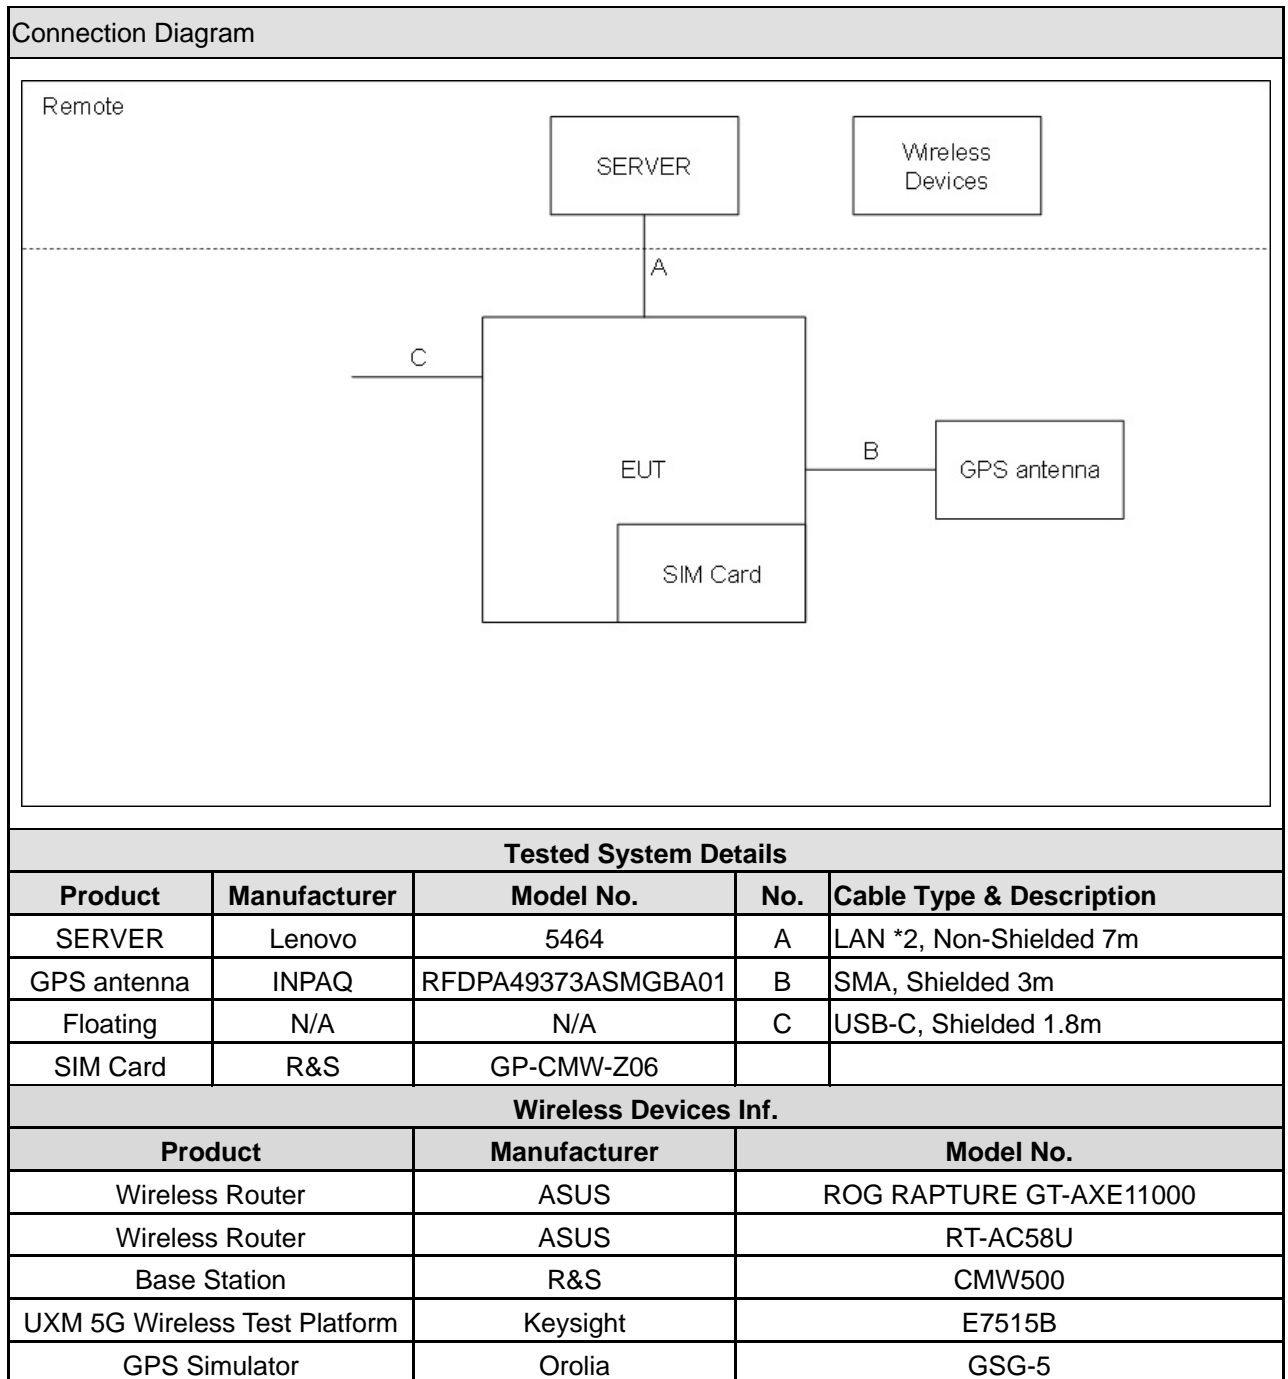 Connection Diagram
Remote
SERVER
Wireless
Devices
A
C
B
EUT
GPS antenna
SIM Card
Tested System Details
Product Manufacturer Model No. No. Cable Type & Description
SERVER Lenovo 5464 A LAN *2, Non-Shielded 7m
GPS antenna INPAQ RFDPA49373ASMGBA01 B SMA, Shielded 3m
Floating N/A N/A C USB-C, Shielded 1.8m
SIM Card R&S GP-CMW-Z06
Wireless Devices Inf.
Product Manufacturer Model No.
Wireless Router ASUS ROG RAPTURE GT-AXE11000
Wireless Router ASUS RT-AC58U
Base Station R&S CMW500
UXM 5G Wireless Test Platform Keysight E7515B
GPS Simulator Orolia GSG-5